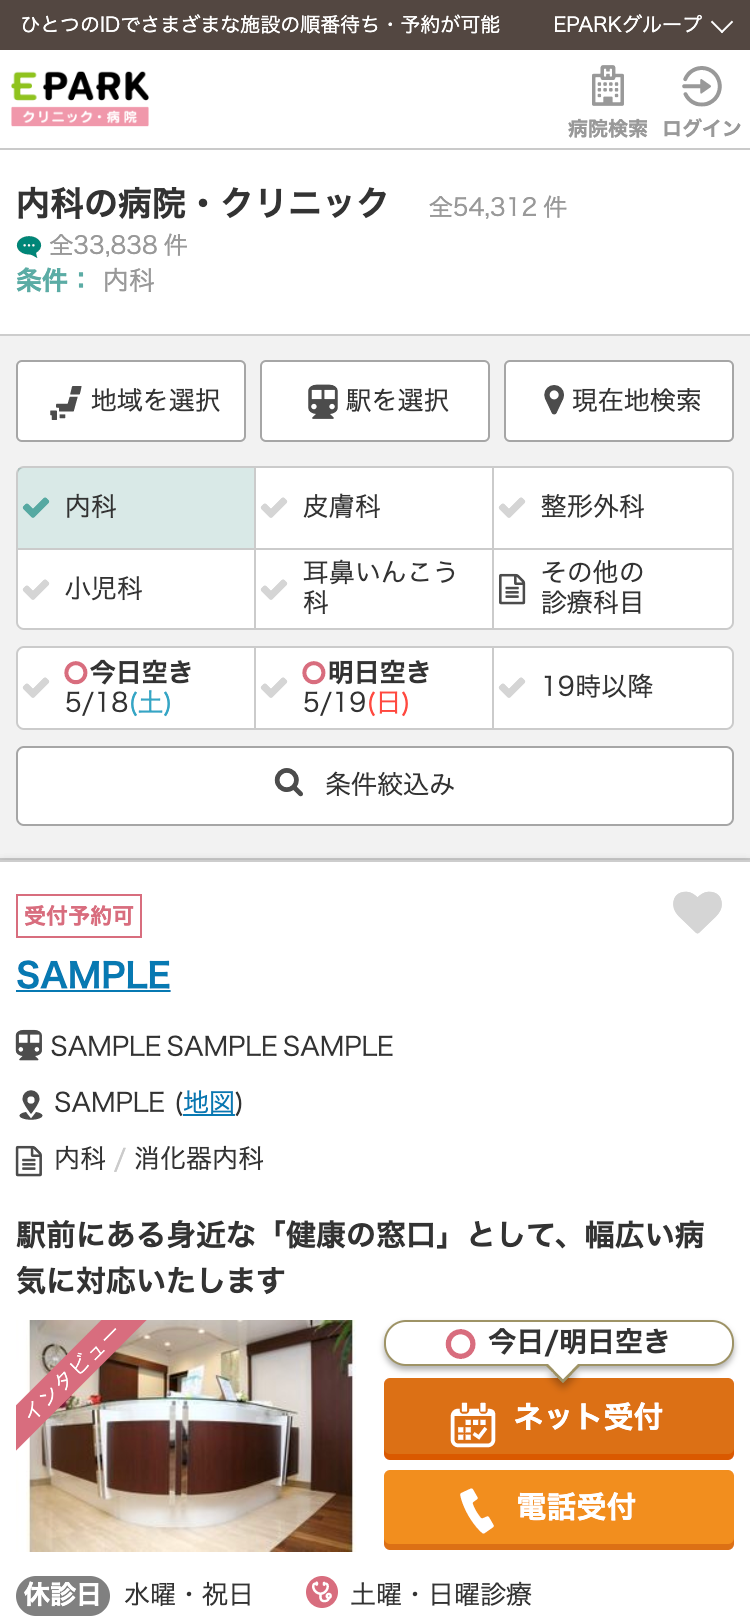 ひとつのIDでさまざまな施設の順番待ち・予約が可能 EPARKグループ
EPARK
クリニック・病院
病院検索 ログイン
内科の病院・クリニック 全54,312 件
全33,838 件
条件： 内科
地域を選択 駅を選択 現在地検索
内科 皮膚科 整形外科
小児科 耳鼻いんこう科 その他の
診療科目
今日空き 明日空き 19時以降
5/18(土) 5/19(日)
条件絞込み
受付予約可
SAMPLE
SAMPLE SAMPLE SAMPLE
SAMPLE (地図)
内科 / 消化器内科
駅前にある身近な「健康の窓口」として、幅広い病
気に対応いたします
インタビュー
今日/明日空き
ネット受付
電話受付
休診日 水曜・祝日 土曜・日曜診療